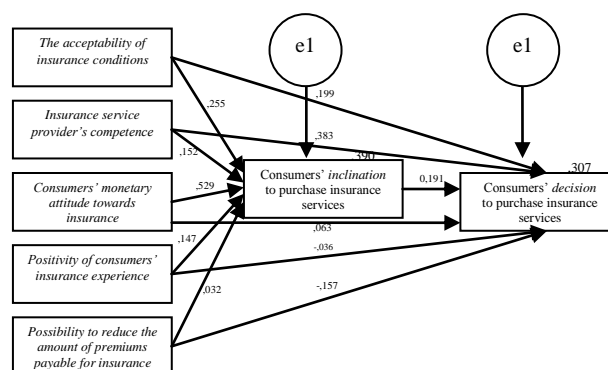 The acceptability of
insurance conditions
e1
e1
,255
,199
Insurance service
provider's competence
,152
,383
,390
,307
Consumers' monetary
attitude towards
insurance
,529
Consumers' inclination
to purchase insurance
services
0,191
Consumers' decision
to purchase insurance
services
,063
,147
-,036
Positivity of consumers'
insurance experience
,032
-,157
Possibility to reduce the
amount of premiums
payable for insurance